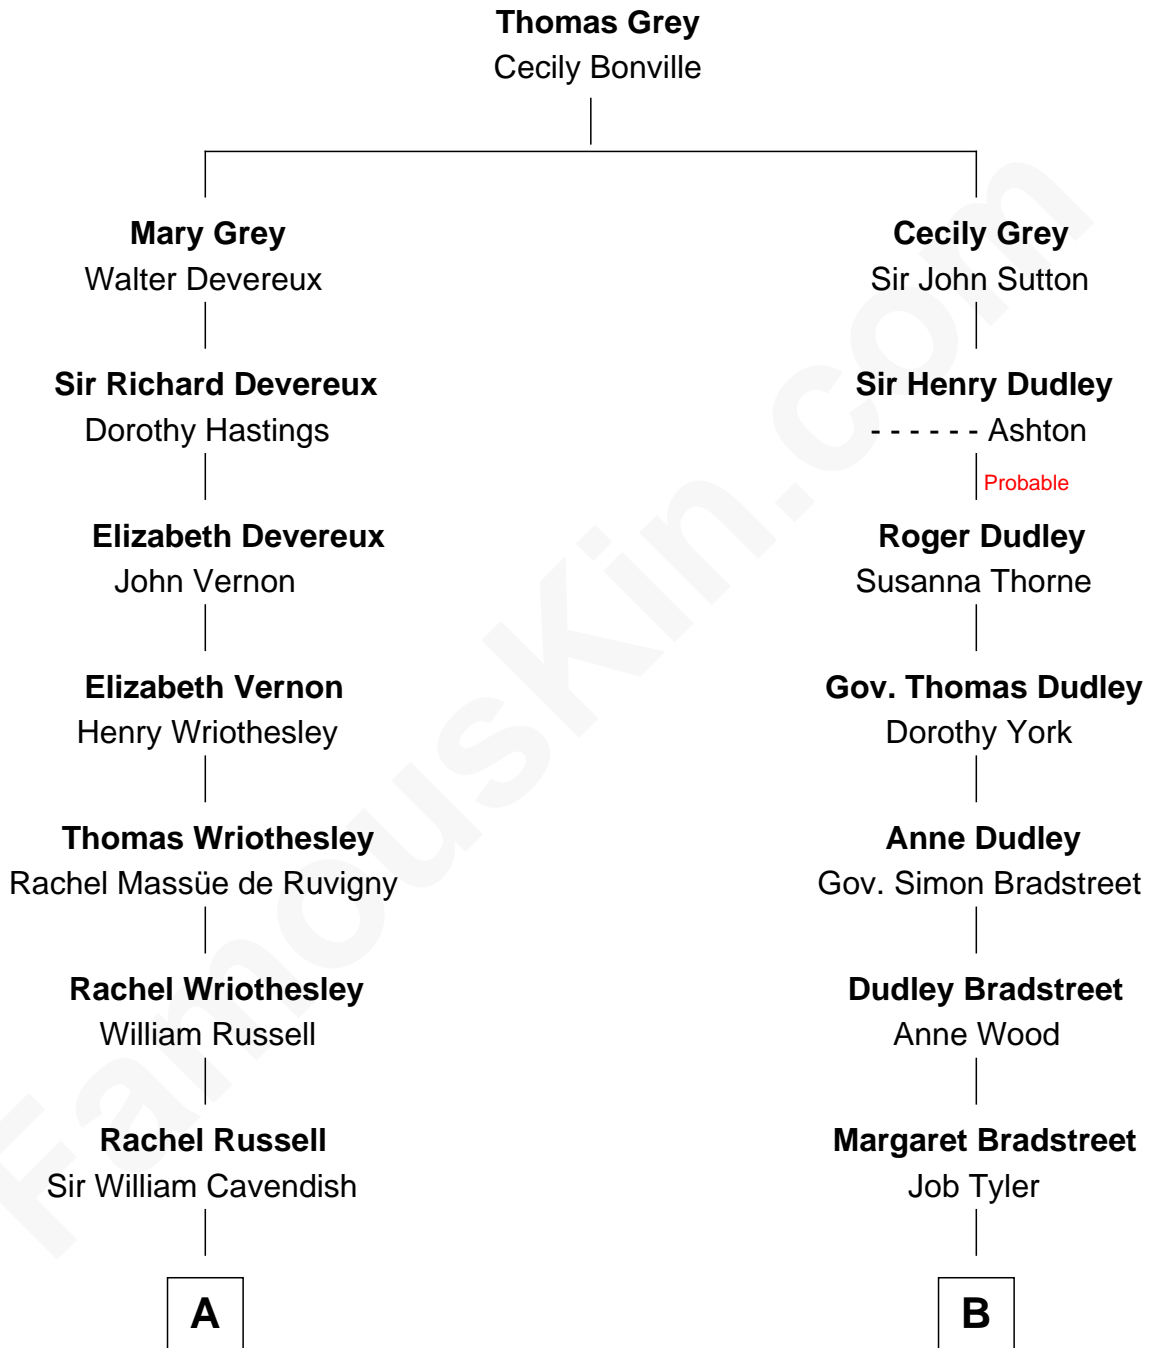 Thomas Grey
Cecily Bonville
Mary Grey
Walter Devereux
Cecily Grey
Sir John Sutton
Sir Richard Devereux
Dorothy Hastings
Sir Henry Dudley
- - - - - - Ashton
Probable
Elizabeth Devereux
John Vernon
Roger Dudley
Susanna Thorne
Elizabeth Vernon
Henry Wriothesley
Gov. Thomas Dudley
Dorothy York
Thomas Wriothesley
Rachel Massüe de Ruvigny
Anne Dudley
Gov. Simon Bradstreet
Rachel Wriothesley
William Russell
Dudley Bradstreet
Anne Wood
Rachel Russell
Sir William Cavendish
Margaret Bradstreet
Job Tyler
A
B
FamousKin.com